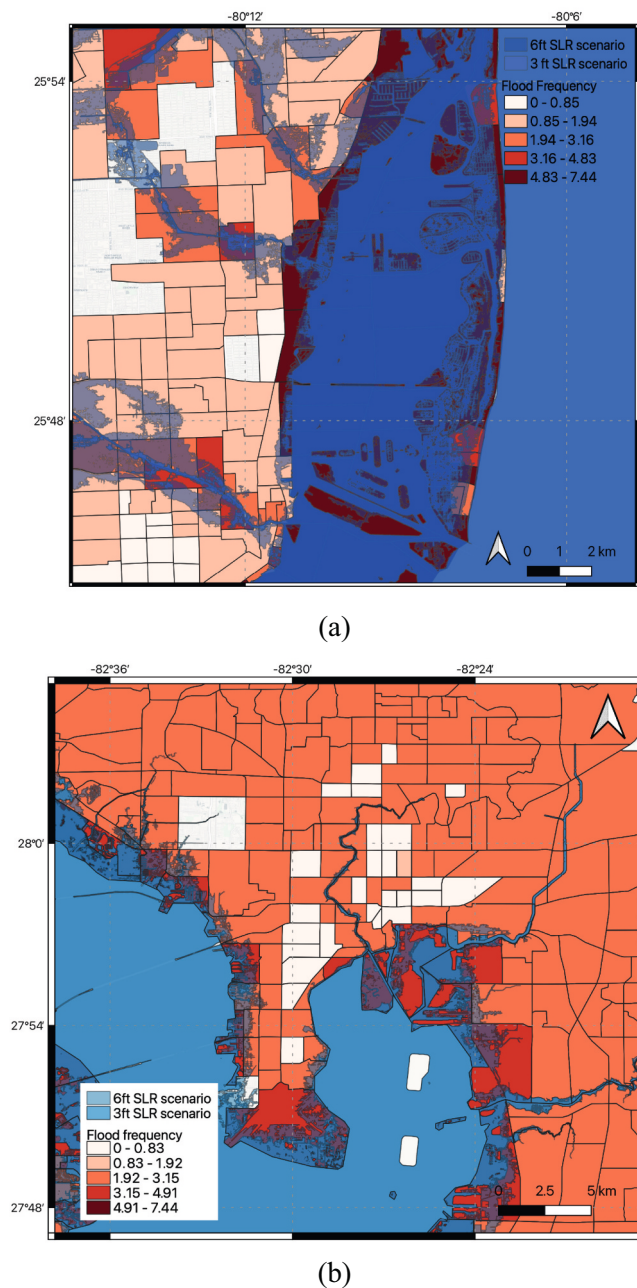 -80°12' -80°6'
25°54'
25°48'
6ft SLR scenario
3 ft SLR scenario
Flood Frequency
0 - 0.85
0.85 - 1.94
1.94 - 3.16
3.16 - 4.83
4.83 - 7.44
0 1 2 km
(a)
-82°36' -82°30' -82°24'
28°0'
27°54'
27°48'
6ft SLR scenario
3ft SLR scenario
Flood frequency
0 - 0.83
0.83 - 1.92
1.92 - 3.15
3.15 - 4.91
4.91 - 7.44
0 2.5 5 km
(b)